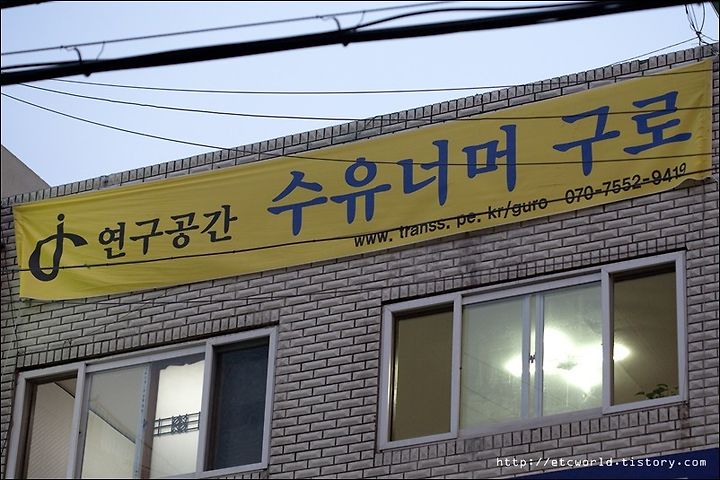 연구공간 수유너머 구로
www. transs. pe. kr/guro 070-7552-9419
http://etcworld.tistory.com